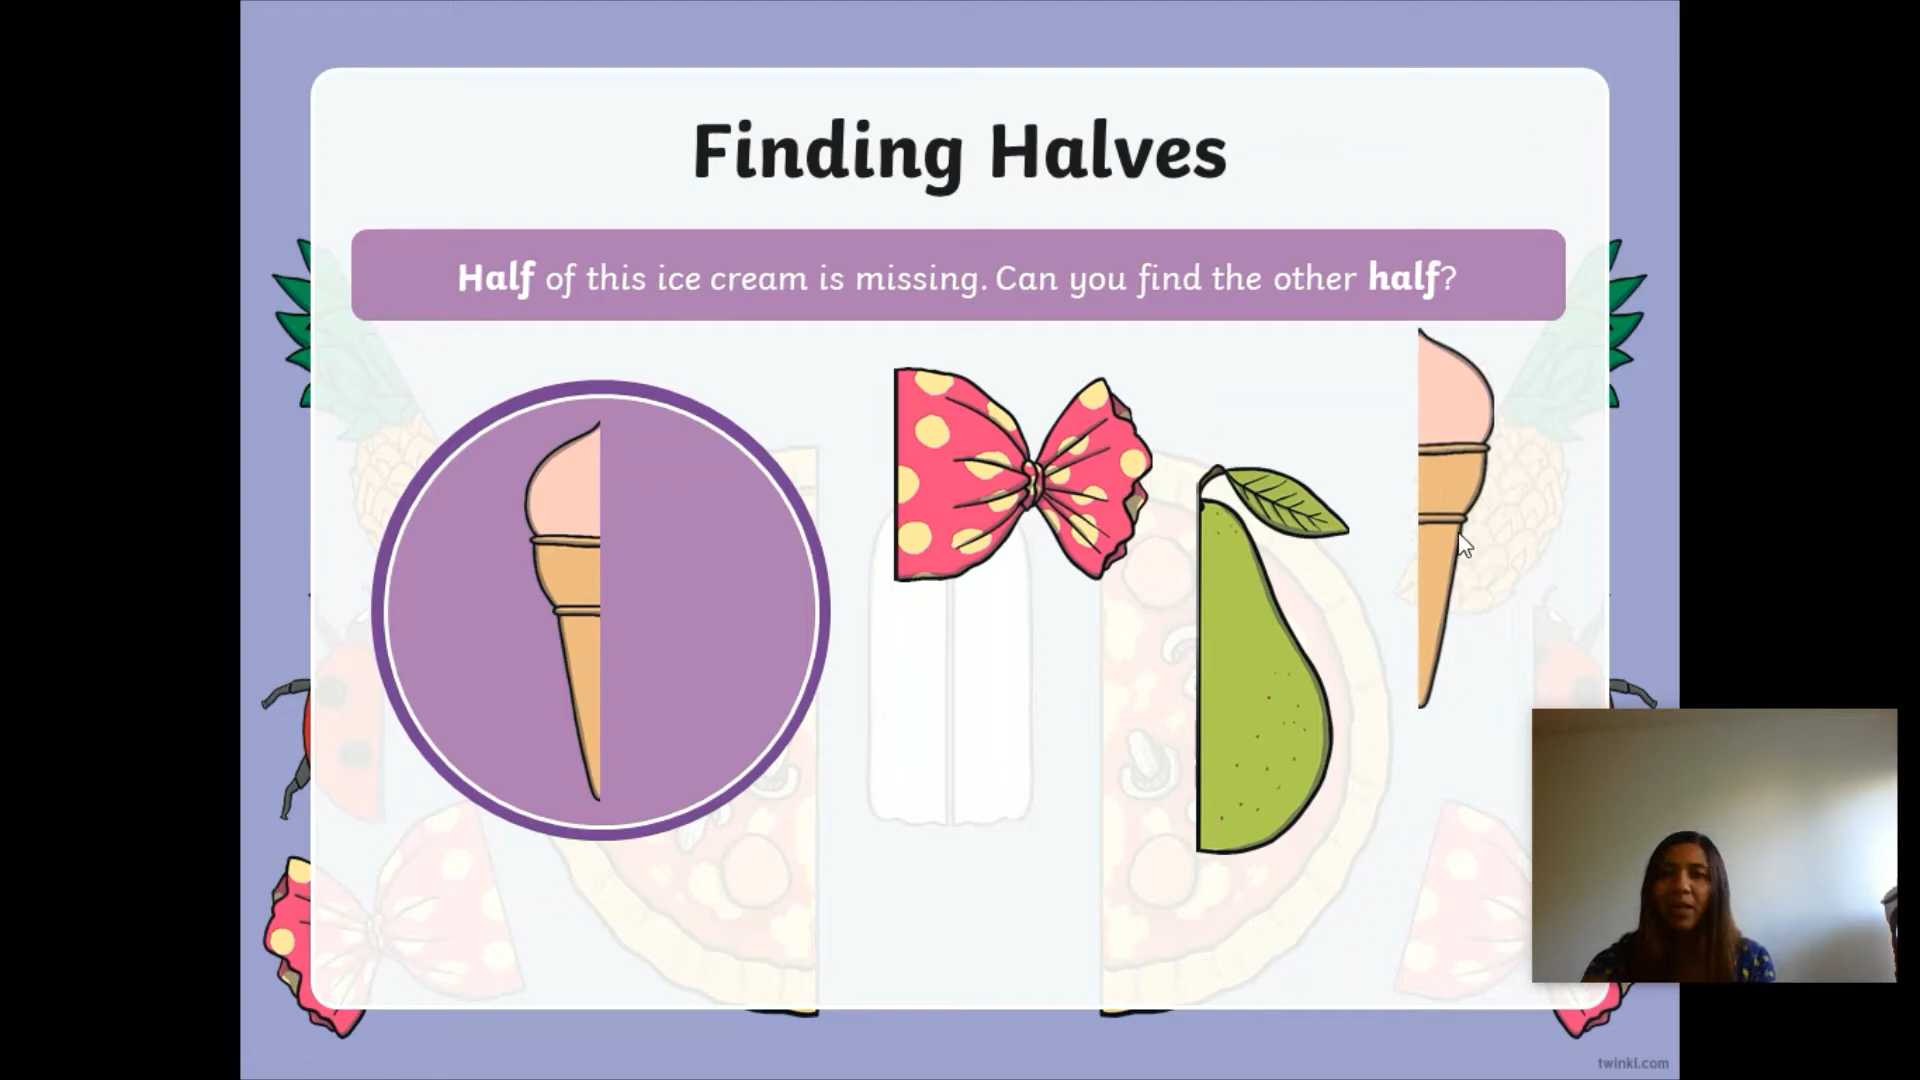 Finding Halves
Half of this ice cream is missing. Can you find the other half?
twinkl.com